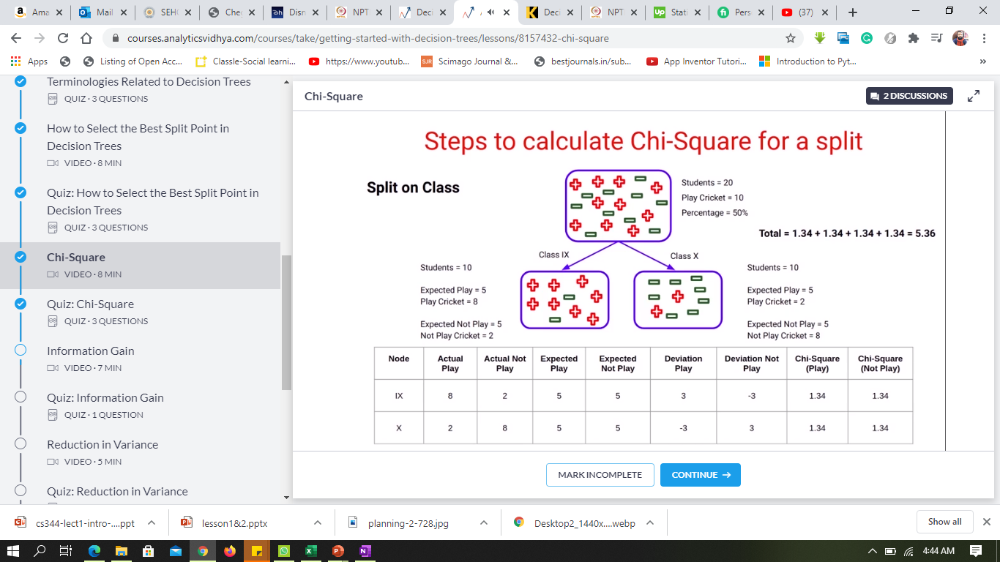 Ama
Mail
SEH
Che
Disn
NPT
Deci
Deci
NPT
Stati
Pers
(37)
courses.analyticsvidhya.com/courses/take/getting-started-with-decision-trees/lessons/8157432-chi-square
Apps
Listing of Open Acc...
Classle-Social learni...
https://www.youtub...
SJR Scimago Journal &...
bestjournals.in/sub...
App Inventor Tutori...
Introduction to Pyt...
»
Terminologies Related to Decision Trees
QUIZ · 3 QUESTIONS
How to Select the Best Split Point in
Decision Trees
VIDEO · 8 MIN
Quiz: How to Select the Best Split Point in
Decision Trees
QUIZ · 3 QUESTIONS
Chi-Square
VIDEO · 8 MIN
Quiz: Chi-Square
QUIZ · 3 QUESTIONS
Information Gain
VIDEO · 7 MIN
Quiz: Information Gain
QUIZ · 1 QUESTION
Reduction in Variance
VIDEO · 5 MIN
Quiz: Reduction in Variance
Chi-Square
2 DISCUSSIONS
Steps to calculate Chi-Square for a split
Split on Class
Students = 20
Play Cricket = 10
Percentage = 50%
Total = 1.34 + 1.34 + 1.34 + 1.34 = 5.36
Class IX
Class X
Students = 10
Expected Play = 5
Play Cricket = 8
Expected Not Play = 5
Not Play Cricket = 2
Students = 10
Expected Play = 5
Play Cricket = 2
Expected Not Play = 5
Not Play Cricket = 8
Node Actual Play Actual Not Play Expected Play Expected Not Play Deviation Play Deviation Not Play Chi-Square (Play) Chi-Square (Not Play)
IX 8 2 5 5 3 -3 1.34 1.34
X 2 8 5 5 -3 3 1.34 1.34
MARK INCOMPLETE
CONTINUE →
cs344-lect1-intro-....ppt
lesson1&2.pptx
planning-2-728.jpg
Desktop2_1440x....webp
Show all
4:44 AM